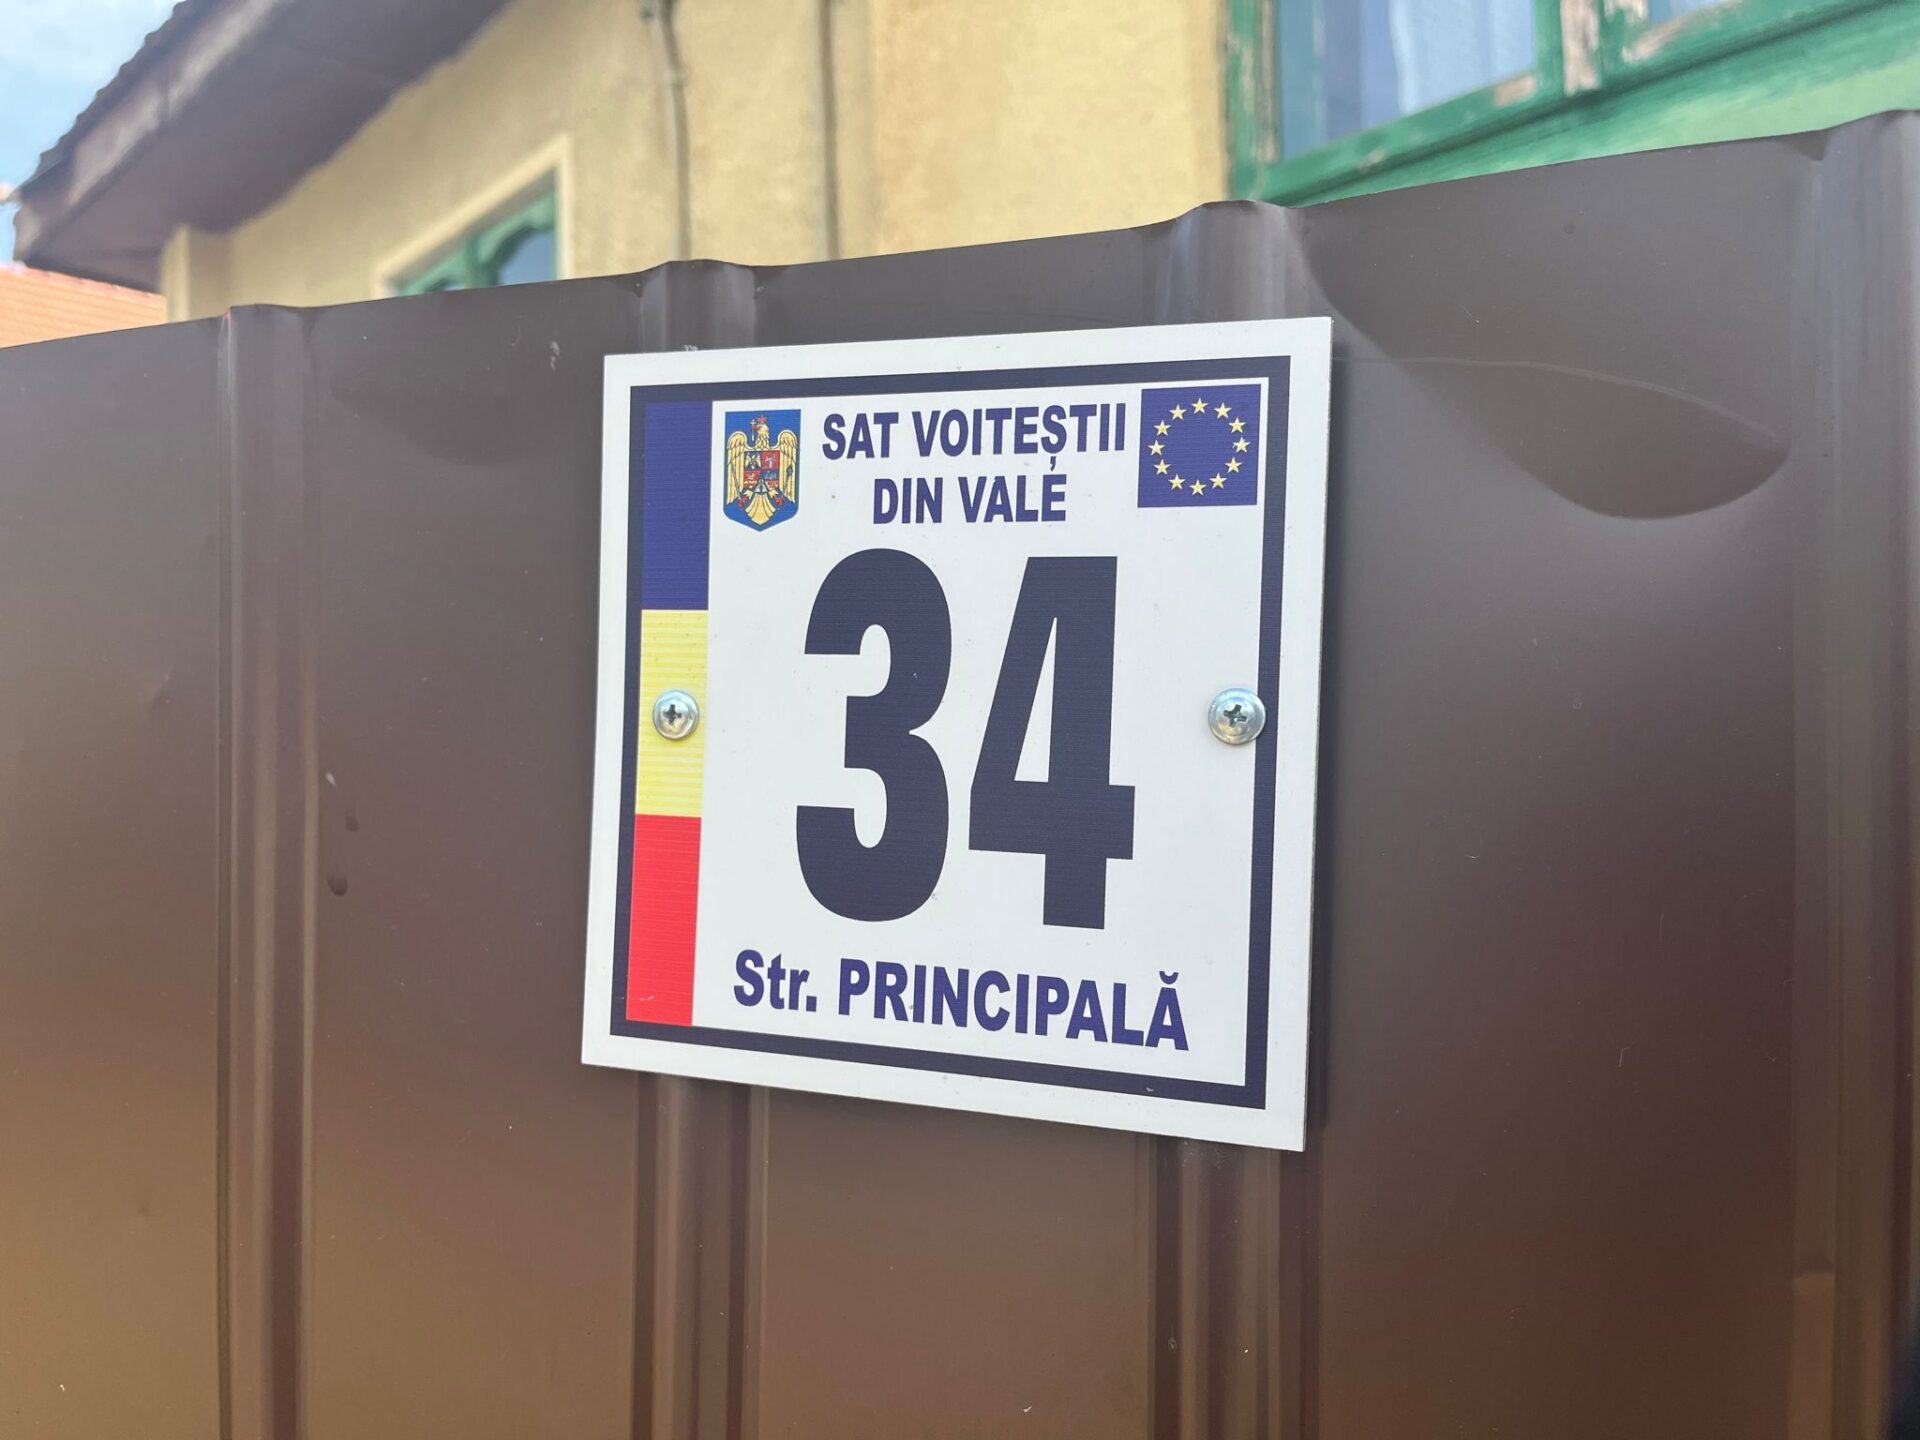 SAT VOITEȘTII
DIN VALE
34
Str. PRINCIPALĂ